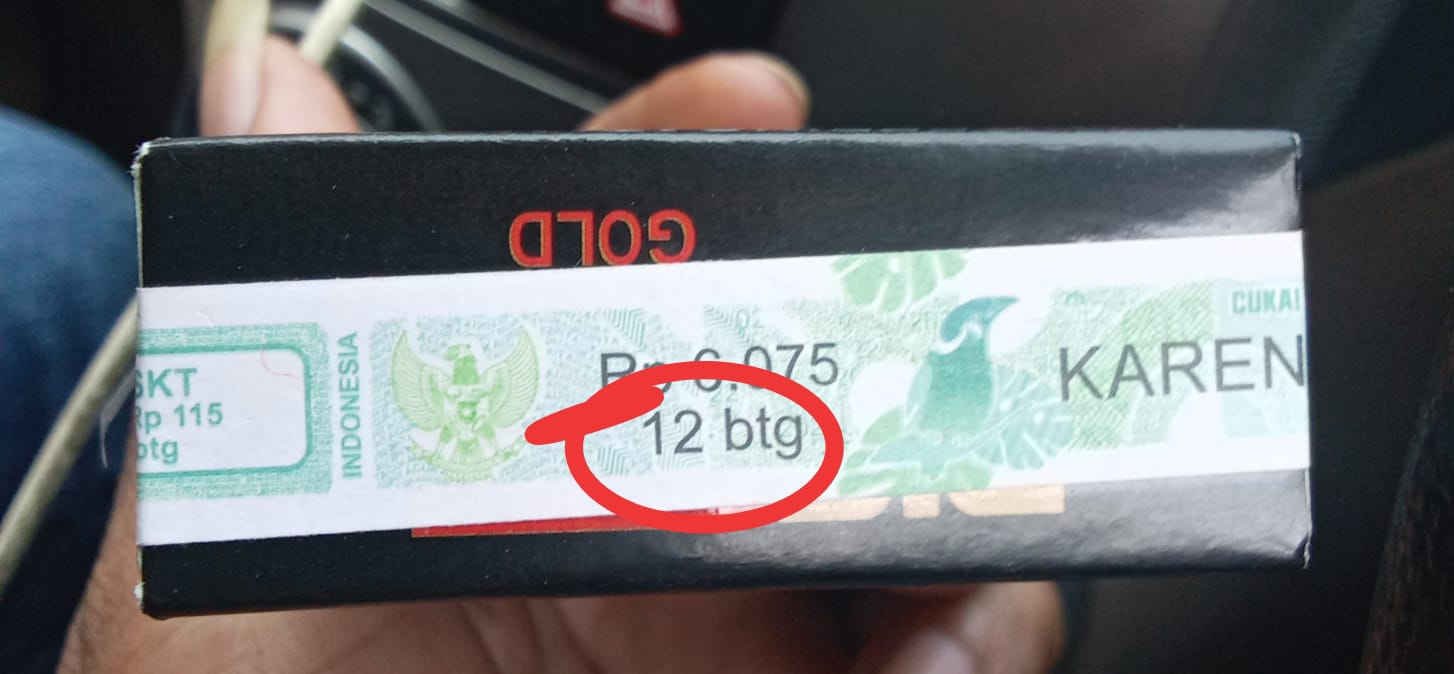 GOLD
SKT
Rp 115
btg
INDONESIA
Rp 6.075
12 btg
CUKAI
KAREN